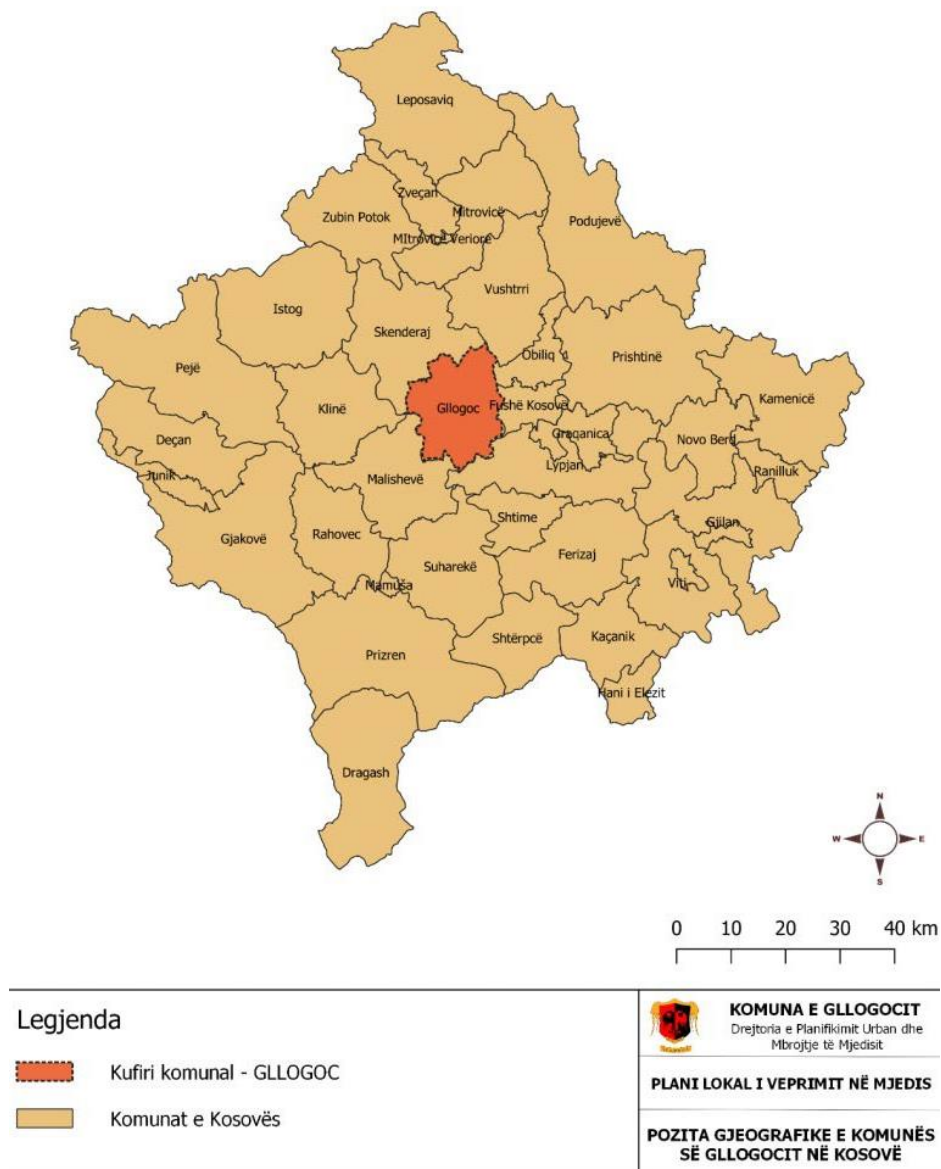 Leposaviq
Zveçan
Zubin Potok
Mitrovicë
MItrovicë Veriore
Podujevë
Istog
Vushtrri
Skenderaj
Obiliq
Prishtinë
Pejë
Klinë
Gllogoc
Fushë Kosovë
Kamenicë
Deçan
Graqanica
Novo Berd
Lypjan
Ranilluk
Junik
Malishevë
Shtime
Gjilan
Gjakovë
Rahovec
Suharekë
Ferizaj
Viti
Mamuša
Prizren
Shtërpcë
Kaçanik
Hani i Elezit
Dragash
N
W
E
S
0 10 20 30 40 km
Legjenda
Kufiri komunal - GLLOGOC
Komunat e Kosovës
KOMUNA E GLLOGOCIT
Drejtoria e Planifikimit Urban dhe
Mbrojtje të Mjedisit
PLANI LOKAL I VEPRIMIT NË MJEDIS
POZITA GJEOGRAFIKE E KOMUNËS
SË GLLOGOCIT NË KOSOVË